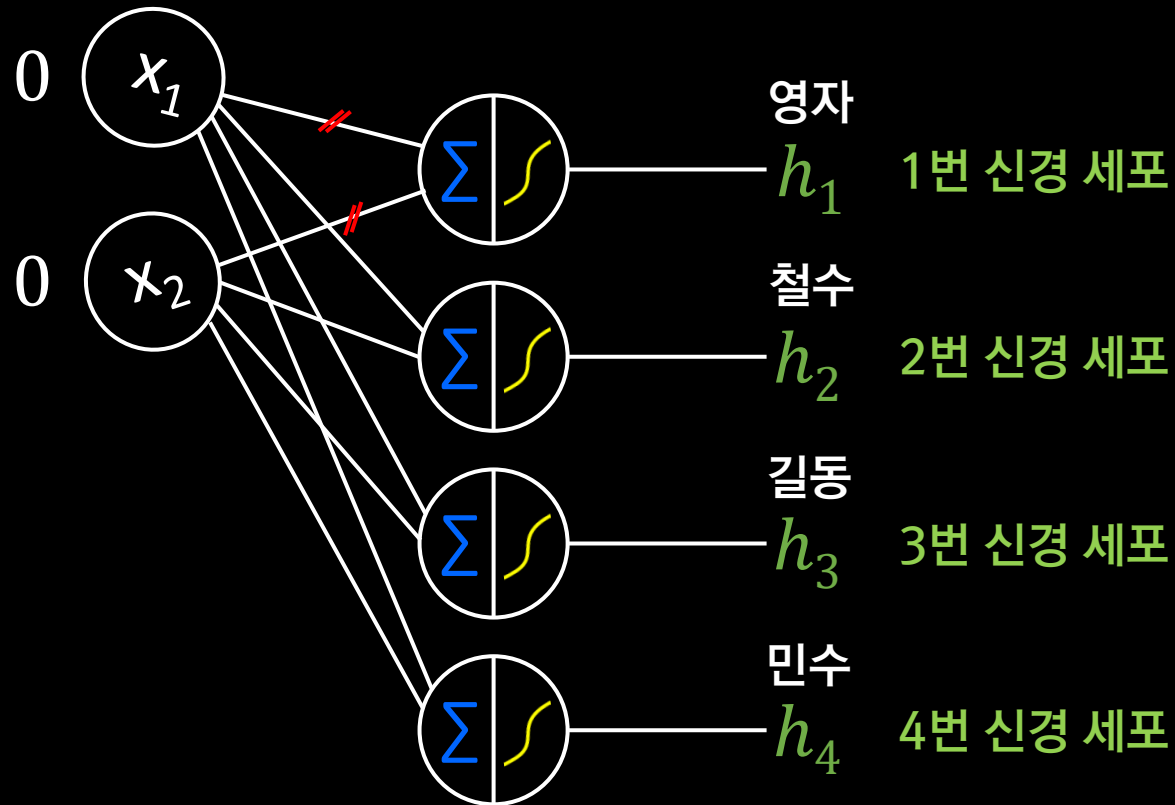 0 x₁
0 x₂
Σ
영자
h₁ 1번 신경 세포
Σ
철수
h₂ 2번 신경 세포
Σ
길동
h₃ 3번 신경 세포
Σ
민수
h₄ 4번 신경 세포